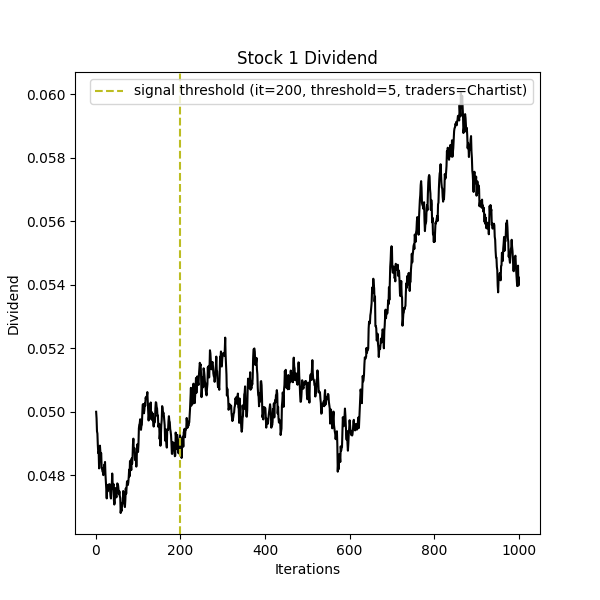 Stock 1 Dividend
signal threshold (it=200, threshold=5, traders=Chartist)
0.060
0.058
0.056
0.054
0.052
0.050
0.048
Dividend
0 200 400 600 800 1000
Iterations